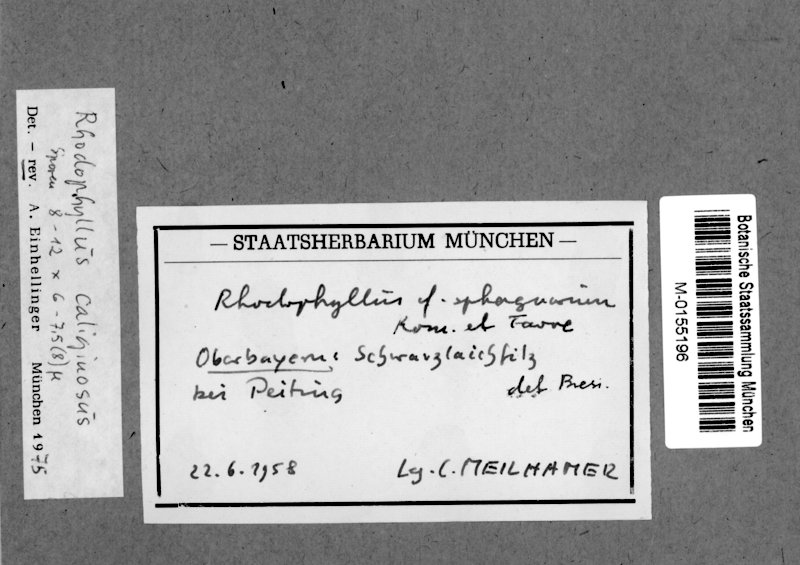 Rhodophyllus caliginosus
Sporen 8-12 x 6-7,5(8) µ
Det. – rev. A. Einhellinger München 1975
— STAATSHERBARIUM MÜNCHEN —
Rhodophyllus cf. sphagnorum
Rom. et Favre
Oberbayern: Schwarzlaichfilz
bei Peiting det Bresi.
22.6.1958 Lg. C. MEILHAMER
Botanische Staatssammlung München
M-0155196